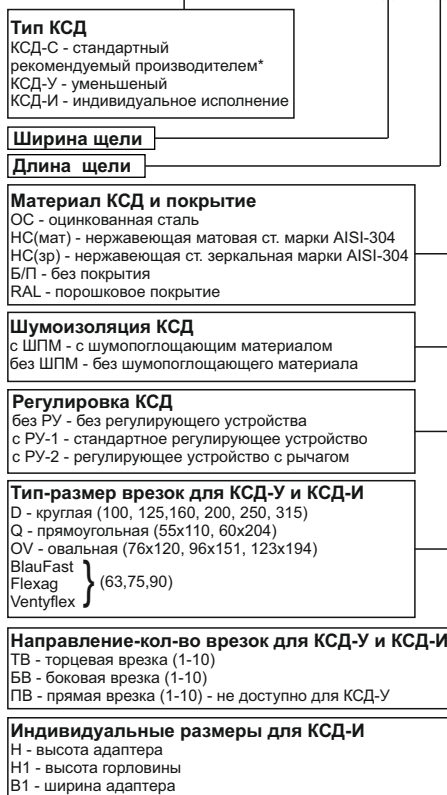 Тип КСД
КСД-С - стандартный
рекомендуемый производителем*
КСД-У - уменьшеный
КСД-И - индивидуальное исполнение
Ширина щели
Длина щели
Материал КСД и покрытие
ОС - оцинкованная сталь
НС(мат) - нержавеющая матовая ст. марки AISI-304
НС(зр) - нержавеющая ст. зеркальная марки AISI-304
Б/П - без покрытия
RAL - порошковое покрытие
Шумоизоляция КСД
с ШПМ - с шумопоглощающим материалом
без ШПМ - без шумопоглощающего материала
Регулировка КСД
без РУ - без регулирующего устройства
с РУ-1 - стандартное регулирующее устройство
с РУ-2 - регулирующее устройство с рычагом
Тип-размер врезок для КСД-У и КСД-И
D - круглая (100, 125,160, 200, 250, 315)
Q - прямоугольная (55х110, 60х204)
OV - овальная (76х120, 96х151, 123х194)
BlauFast
Flexag } (63,75,90)
Ventyflex
Направление-кол-во врезок для КСД-У и КСД-И
ТВ - торцевая врезка (1-10)
БВ - боковая врезка (1-10)
ПВ - прямая врезка (1-10) - не доступно для КСД-У
Индивидуальные размеры для КСД-И
Н - высота адаптера
Н1 - высота горловины
В1 - ширина адаптера